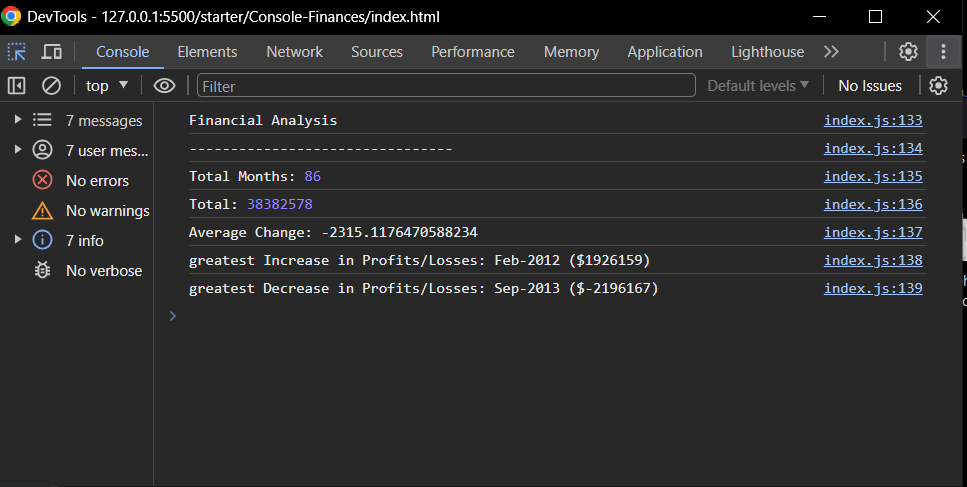 DevTools - 127.0.0.1:5500/starter/Console-Finances/index.html
Console Elements Network Sources Performance Memory Application Lighthouse
top Filter Default levels No Issues
7 messages
7 user mes...
No errors
No warnings
7 info
No verbose
Financial Analysis index.js:133
-------------------------------- index.js:134
Total Months: 86 index.js:135
Total: 38382578 index.js:136
Average Change: -2315.1176470588234 index.js:137
greatest Increase in Profits/Losses: Feb-2012 ($1926159) index.js:138
greatest Decrease in Profits/Losses: Sep-2013 ($-2196167) index.js:139